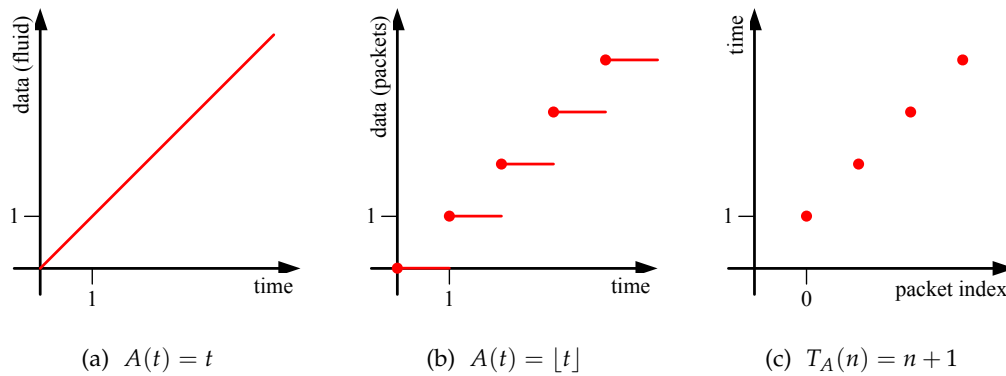 data (fluid)
1
1
time
(a) A(t) = t
data (packets)
1
1
time
(b) A(t) = ⌊t⌋
time
1
0
packet index
(c) T_A(n) = n + 1